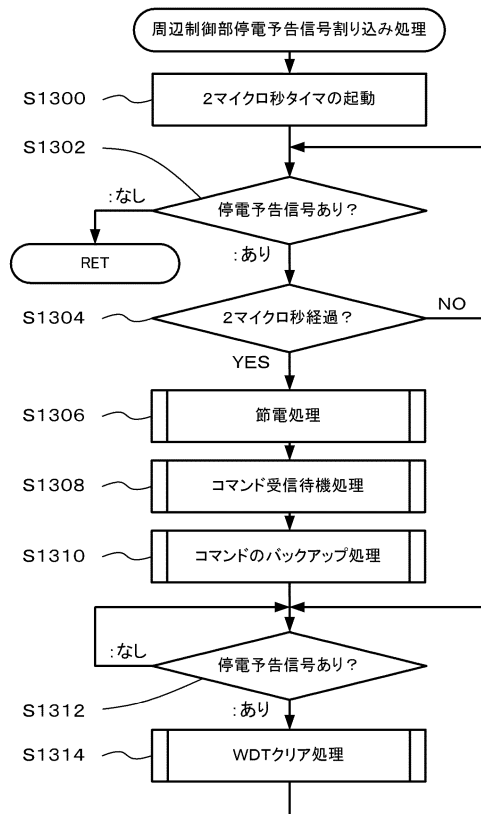 周辺制御部停電予告信号割り込み処理
S1300
2マイクロ秒タイマの起動
S1302
:なし
停電予告信号あり？
RET
:あり
S1304
2マイクロ秒経過？
NO
YES
S1306
節電処理
S1308
コマンド受信待機処理
S1310
コマンドのバックアップ処理
:なし
停電予告信号あり？
S1312
:あり
S1314
WDTクリア処理